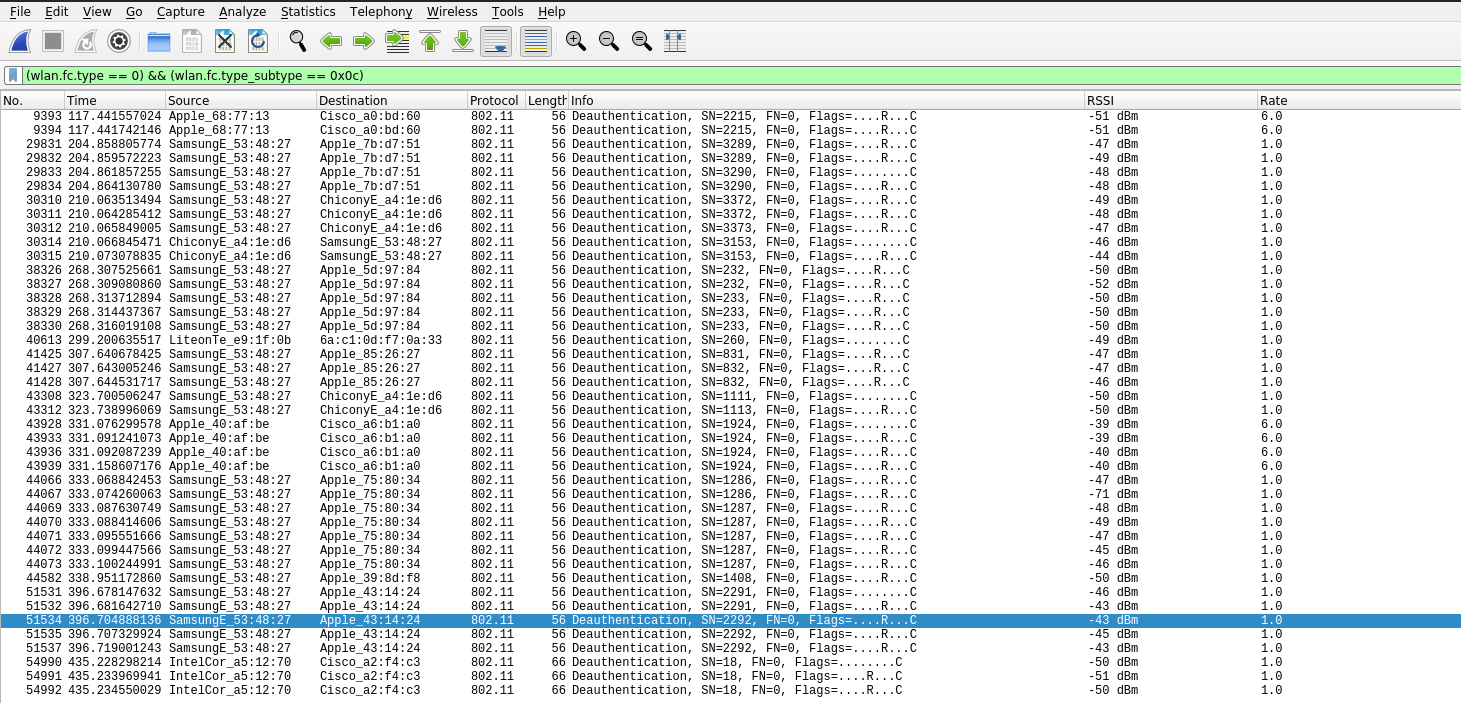 File Edit View Go Capture Analyze Statistics Telephony Wireless Tools Help
(wlan.fc.type == 0) && (wlan.fc.type_subtype == 0x0c)
No. Time Source Destination Protocol Length Info RSSI Rate
9393 117.441557024 Apple_68:77:13 Cisco_a0:bd:60 802.11 56 Deauthentication, SN=2215, FN=0, Flags=....R...C -51 dBm 6.0
9394 117.441742146 Apple_68:77:13 Cisco_a0:bd:60 802.11 56 Deauthentication, SN=2215, FN=0, Flags=....R...C -51 dBm 6.0
29831 204.858805774 SamsungE_53:48:27 Apple_7b:d7:51 802.11 56 Deauthentication, SN=3289, FN=0, Flags=....R...C -47 dBm 1.0
29832 204.859572223 SamsungE_53:48:27 Apple_7b:d7:51 802.11 56 Deauthentication, SN=3289, FN=0, Flags=....R...C -49 dBm 1.0
29833 204.861857255 SamsungE_53:48:27 Apple_7b:d7:51 802.11 56 Deauthentication, SN=3290, FN=0, Flags=........C -48 dBm 1.0
29834 204.864130780 SamsungE_53:48:27 Apple_7b:d7:51 802.11 56 Deauthentication, SN=3290, FN=0, Flags=....R...C -48 dBm 1.0
30310 210.063513494 SamsungE_53:48:27 ChiconyE_a4:1e:d6 802.11 56 Deauthentication, SN=3372, FN=0, Flags=....R...C -49 dBm 1.0
30311 210.064285412 SamsungE_53:48:27 ChiconyE_a4:1e:d6 802.11 56 Deauthentication, SN=3372, FN=0, Flags=....R...C -48 dBm 1.0
30312 210.065849005 SamsungE_53:48:27 ChiconyE_a4:1e:d6 802.11 56 Deauthentication, SN=3373, FN=0, Flags=....R...C -47 dBm 1.0
30314 210.066845471 ChiconyE_a4:1e:d6 SamsungE_53:48:27 802.11 56 Deauthentication, SN=3153, FN=0, Flags=........C -46 dBm 1.0
30315 210.073078835 ChiconyE_a4:1e:d6 SamsungE_53:48:27 802.11 56 Deauthentication, SN=3153, FN=0, Flags=....R...C -44 dBm 1.0
38326 268.307525661 SamsungE_53:48:27 Apple_5d:97:84 802.11 56 Deauthentication, SN=232, FN=0, Flags=....R...C -50 dBm 1.0
38327 268.309080860 SamsungE_53:48:27 Apple_5d:97:84 802.11 56 Deauthentication, SN=232, FN=0, Flags=....R...C -52 dBm 1.0
38328 268.313712894 SamsungE_53:48:27 Apple_5d:97:84 802.11 56 Deauthentication, SN=233, FN=0, Flags=....R...C -50 dBm 1.0
38329 268.314437367 SamsungE_53:48:27 Apple_5d:97:84 802.11 56 Deauthentication, SN=233, FN=0, Flags=....R...C -50 dBm 1.0
38330 268.316019108 SamsungE_53:48:27 Apple_5d:97:84 802.11 56 Deauthentication, SN=233, FN=0, Flags=....R...C -50 dBm 1.0
40613 299.200635517 LiteonTe_e9:1f:0b 6a:c1:0d:f7:0a:33 802.11 56 Deauthentication, SN=260, FN=0, Flags=........C -49 dBm 1.0
41425 307.640678425 SamsungE_53:48:27 Apple_85:26:27 802.11 56 Deauthentication, SN=831, FN=0, Flags=....R...C -47 dBm 1.0
41427 307.643005246 SamsungE_53:48:27 Apple_85:26:27 802.11 56 Deauthentication, SN=832, FN=0, Flags=........C -47 dBm 1.0
41428 307.644531717 SamsungE_53:48:27 Apple_85:26:27 802.11 56 Deauthentication, SN=832, FN=0, Flags=....R...C -46 dBm 1.0
43308 323.700506247 SamsungE_53:48:27 ChiconyE_a4:1e:d6 802.11 56 Deauthentication, SN=1111, FN=0, Flags=........C -50 dBm 1.0
43312 323.738996069 SamsungE_53:48:27 ChiconyE_a4:1e:d6 802.11 56 Deauthentication, SN=1113, FN=0, Flags=....R...C -50 dBm 1.0
43928 331.076299578 Apple_40:af:be Cisco_a6:b1:a0 802.11 56 Deauthentication, SN=1924, FN=0, Flags=........C -39 dBm 6.0
43933 331.091241073 Apple_40:af:be Cisco_a6:b1:a0 802.11 56 Deauthentication, SN=1924, FN=0, Flags=....R...C -39 dBm 6.0
43936 331.092087239 Apple_40:af:be Cisco_a6:b1:a0 802.11 56 Deauthentication, SN=1924, FN=0, Flags=....R...C -40 dBm 6.0
43939 331.158607176 Apple_40:af:be Cisco_a6:b1:a0 802.11 56 Deauthentication, SN=1924, FN=0, Flags=....R...C -40 dBm 6.0
44066 333.068842453 SamsungE_53:48:27 Apple_75:80:34 802.11 56 Deauthentication, SN=1286, FN=0, Flags=....R...C -47 dBm 1.0
44067 333.074260063 SamsungE_53:48:27 Apple_75:80:34 802.11 56 Deauthentication, SN=1287, FN=0, Flags=........C -71 dBm 1.0
44069 333.087630749 SamsungE_53:48:27 Apple_75:80:34 802.11 56 Deauthentication, SN=1287, FN=0, Flags=....R...C -48 dBm 1.0
44070 333.088414606 SamsungE_53:48:27 Apple_75:80:34 802.11 56 Deauthentication, SN=1287, FN=0, Flags=....R...C -49 dBm 1.0
44071 333.095551666 SamsungE_53:48:27 Apple_75:80:34 802.11 56 Deauthentication, SN=1287, FN=0, Flags=....R...C -47 dBm 1.0
44072 333.099447566 SamsungE_53:48:27 Apple_75:80:34 802.11 56 Deauthentication, SN=1287, FN=0, Flags=....R...C -45 dBm 1.0
44073 333.100244991 SamsungE_53:48:27 Apple_75:80:34 802.11 56 Deauthentication, SN=1287, FN=0, Flags=....R...C -46 dBm 1.0
44582 338.951172860 SamsungE_53:48:27 Apple_39:8d:f8 802.11 56 Deauthentication, SN=1408, FN=0, Flags=........C -50 dBm 1.0
51531 396.678147632 SamsungE_53:48:27 Apple_43:14:24 802.11 56 Deauthentication, SN=2291, FN=0, Flags=........C -46 dBm 1.0
51532 396.681642710 SamsungE_53:48:27 Apple_43:14:24 802.11 56 Deauthentication, SN=2291, FN=0, Flags=....R...C -43 dBm 1.0
51534 396.704888136 SamsungE_53:48:27 Apple_43:14:24 802.11 56 Deauthentication, SN=2292, FN=0, Flags=....R...C -43 dBm 1.0
51535 396.707329924 SamsungE_53:48:27 Apple_43:14:24 802.11 56 Deauthentication, SN=2292, FN=0, Flags=....R...C -45 dBm 1.0
51537 396.719001243 SamsungE_53:48:27 Apple_43:14:24 802.11 56 Deauthentication, SN=2292, FN=0, Flags=....R...C -43 dBm 1.0
54990 435.228298214 IntelCor_a5:12:70 Cisco_a2:f4:c3 802.11 66 Deauthentication, SN=18, FN=0, Flags=........C -50 dBm 1.0
54991 435.233969941 IntelCor_a5:12:70 Cisco_a2:f4:c3 802.11 66 Deauthentication, SN=18, FN=0, Flags=....R...C -51 dBm 1.0
54992 435.234550029 IntelCor_a5:12:70 Cisco_a2:f4:c3 802.11 66 Deauthentication, SN=18, FN=0, Flags=....R...C -50 dBm 1.0